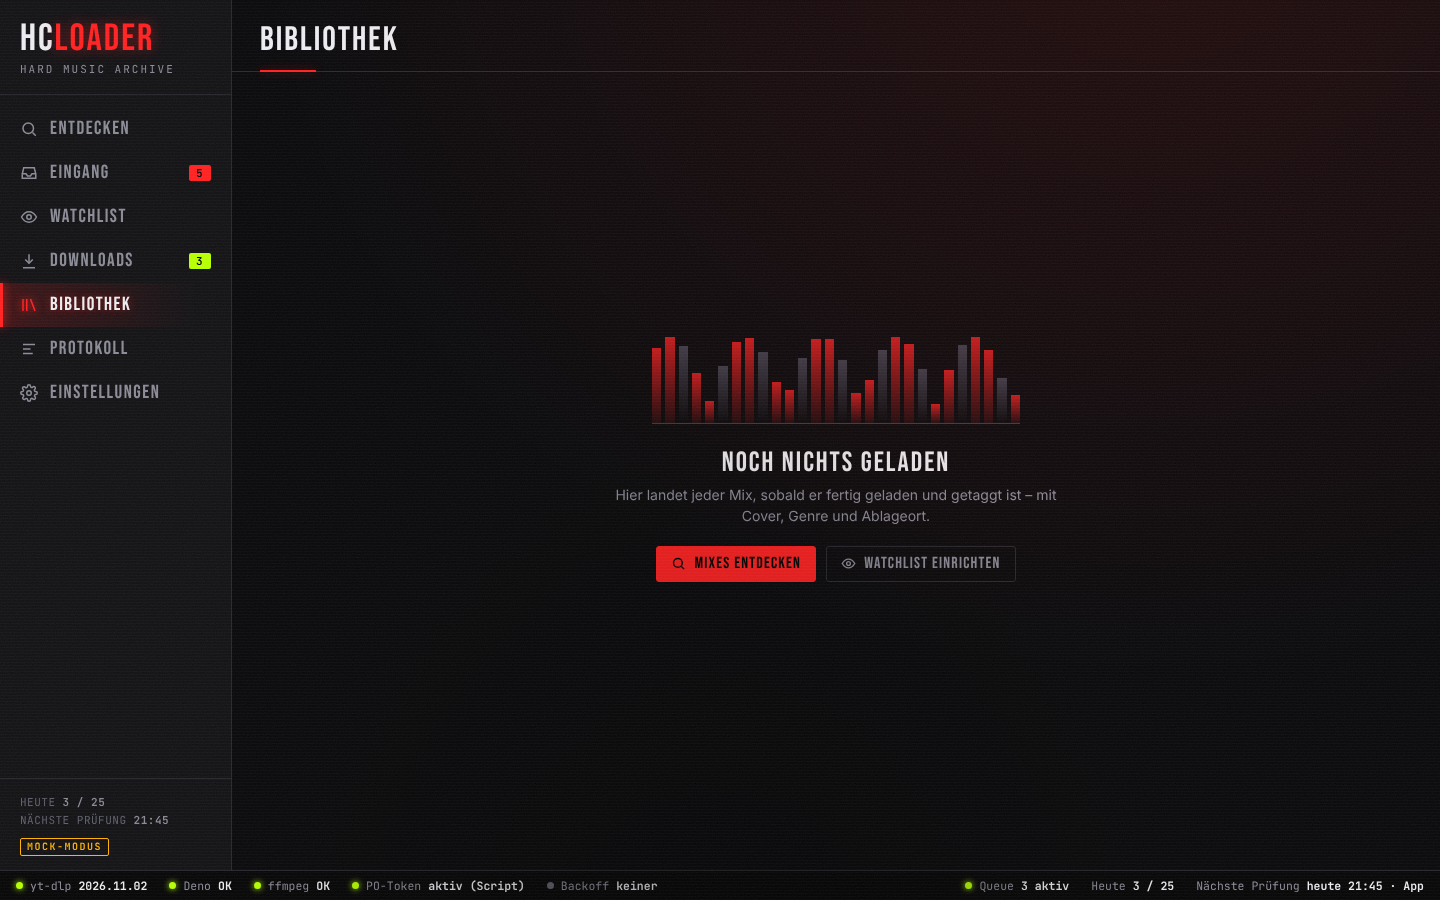 HCLOADER
HARD MUSIC ARCHIVE
ENTDECKEN
EINGANG 5
WATCHLIST
DOWNLOADS 3
BIBLIOTHEK
PROTOKOLL
EINSTELLUNGEN
HEUTE 3 / 25
NÄCHSTE PRÜFUNG 21:45
MOCK-MODUS
BIBLIOTHEK
NOCH NICHTS GELADEN
Hier landet jeder Mix, sobald er fertig geladen und getaggt ist – mit
Cover, Genre und Ablageort.
MIXES ENTDECKEN
WATCHLIST EINRICHTEN
yt-dlp 2026.11.02 Deno OK ffmpeg OK PO-Token aktiv (Script) Backoff keiner Queue 3 aktiv Heute 3 / 25 Nächste Prüfung heute 21:45 · App